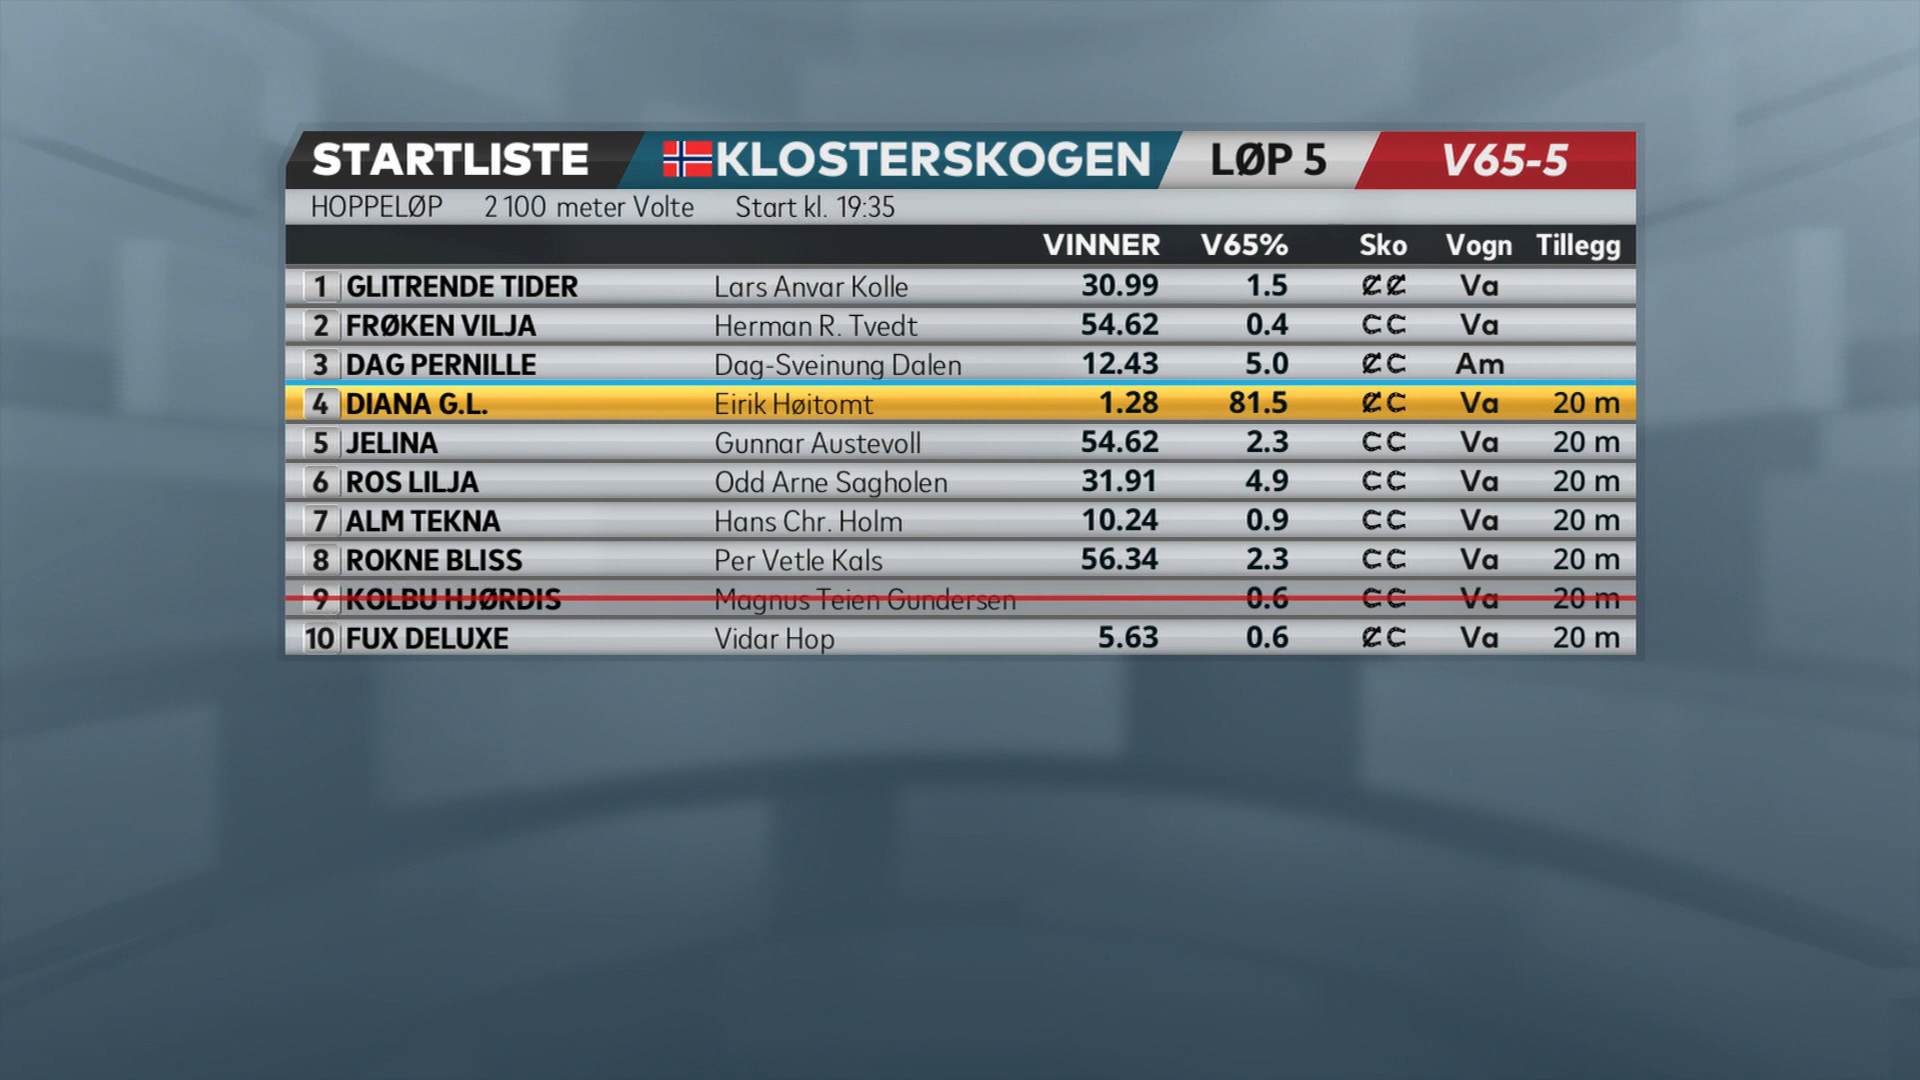 STARTLISTE KLOSTERSKOGEN LØP 5 V65-5
HOPPELØP 2100 meter Volte Start kl. 19:35
VINNER V65% Sko Vogn Tillegg
1 GLITRENDE TIDER Lars Anvar Kolle 30.99 1.5 Va
2 FRØKEN VILJA Herman R. Tvedt 54.62 0.4 Va
3 DAG PERNILLE Dag-Sveinung Dalen 12.43 5.0 Am
4 DIANA G.L. Eirik Høitomt 1.28 81.5 Va 20 m
5 JELINA Gunnar Austevoll 54.62 2.3 Va 20 m
6 ROS LILJA Odd Arne Sagholen 31.91 4.9 Va 20 m
7 ALM TEKNA Hans Chr. Holm 10.24 0.9 Va 20 m
8 ROKNE BLISS Per Vetle Kals 56.34 2.3 Va 20 m
9 KOLBU HJØRDIS Magnus Teien Gundersen 0.6 Va 20 m
10 FUX DELUXE Vidar Hop 5.63 0.6 Va 20 m